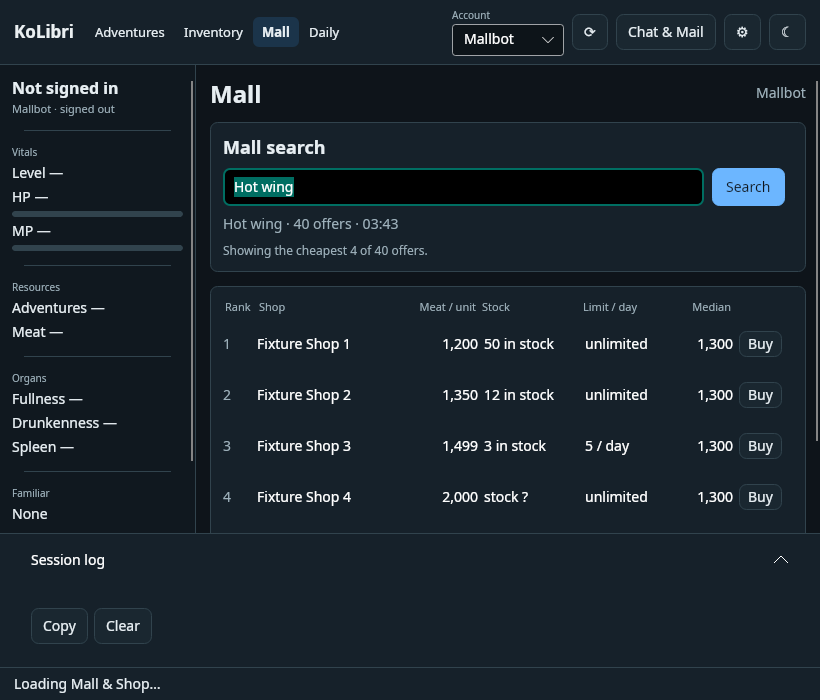 KoLibri Adventures Inventory Mall Daily
Account
Mallbot
⟳ Chat & Mail ⚙ ☾
Not signed in
Mallbot · signed out
Vitals
Level —
HP —
MP —
Resources
Adventures —
Meat —
Organs
Fullness —
Drunkenness —
Spleen —
Familiar
None
Mall Mallbot
Mall search
Hot wing Search
Hot wing · 40 offers · 03:43
Showing the cheapest 4 of 40 offers.
Rank Shop Meat / unit Stock Limit / day Median
1 Fixture Shop 1 1,200 50 in stock unlimited 1,300 Buy
2 Fixture Shop 2 1,350 12 in stock unlimited 1,300 Buy
3 Fixture Shop 3 1,499 3 in stock 5 / day 1,300 Buy
4 Fixture Shop 4 2,000 stock ? unlimited 1,300 Buy
Session log
Copy Clear
Loading Mall & Shop...